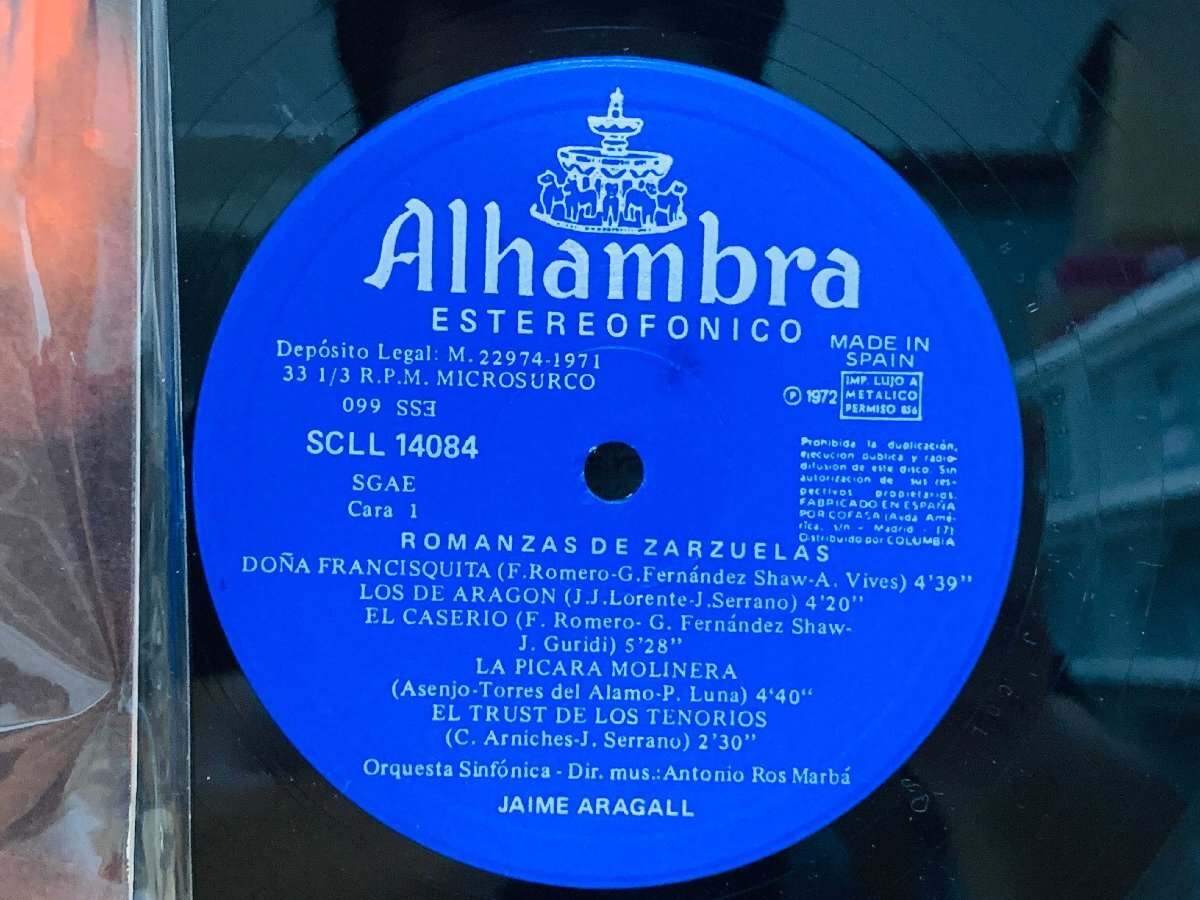 Alhambra
ESTEREOFONICO
MADE IN
SPAIN
Depósito Legal: M. 22974-1971
33 1/3 R.P.M. MICROSURCO
099 SSE
℗ 1972
IMP. LUJO A
METALICO
PERMISO 856
SCLL 14084
SGAE
Cara 1
Prohibida la duplicación,
ejecución pública y radio-
difusión de este disco. Sin
autorización de sus res-
pectivos propietarios.
FABRICADO EN ESPAÑA
POR COFASA (Avda. Amé-
rica, s/n - Madrid - 17)
Distribuido por COLUMBIA
ROMANZAS DE ZARZUELAS
DOÑA FRANCISQUITA (F.Romero-G.Fernández Shaw-A. Vives) 4'39"
LOS DE ARAGON (J.J.Lorente-J.Serrano) 4'20"
EL CASERIO (F. Romero- G. Fernández Shaw-
J. Guridi) 5'28"
LA PICARA MOLINERA
(Asenjo-Torres del Alamo-P. Luna) 4'40"
EL TRUST DE LOS TENORIOS
(C. Arniches-J. Serrano) 2'30"
Orquesta Sinfónica - Dir. mus.: Antonio Ros Marbá
JAIME ARAGALL